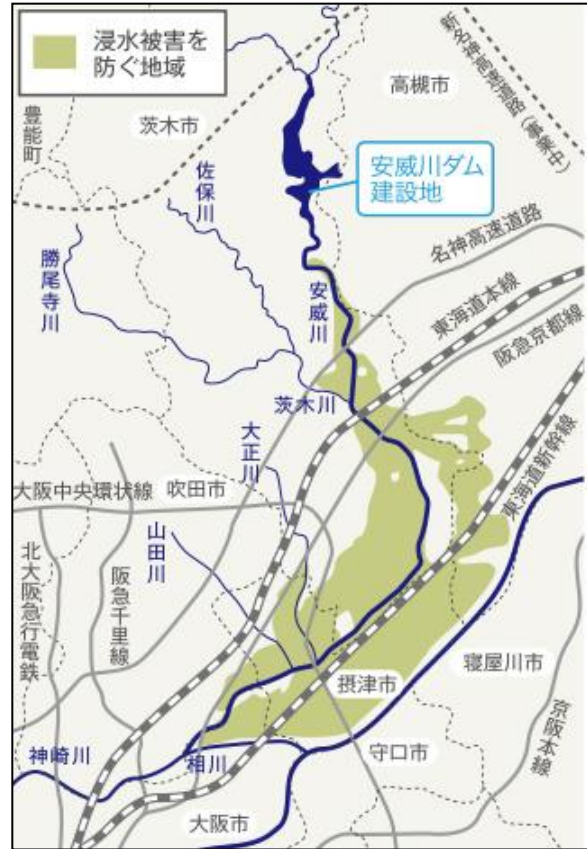 浸水被害を
防ぐ地域
高槻市
新名神高速道路(事業中)
豊能町
茨木市
佐保川
安威川ダム
建設地
名神高速道路
勝尾寺川
安威川
東海道本線
阪急京都線
茨木川
大正川
東海道新幹線
大阪中央環状線
吹田市
山田川
北大阪急行電鉄
阪急千里線
摂津市
寝屋川市
京阪本線
神崎川
相川
守口市
大阪市